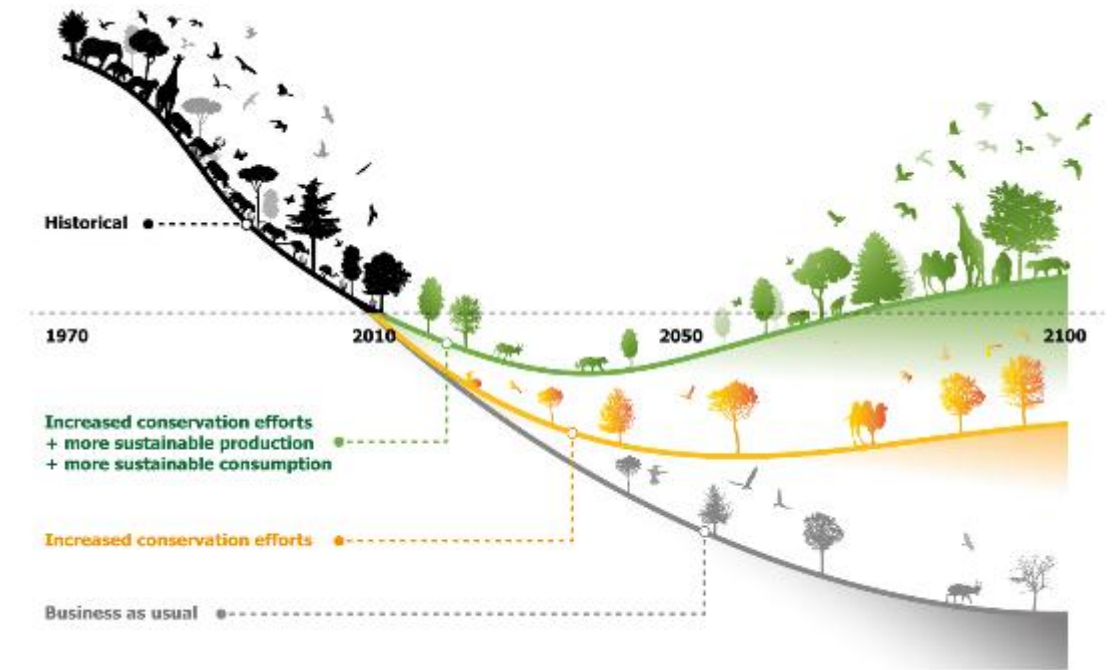 Historical
1970
2010
2050
2100
Increased conservation efforts
+ more sustainable production
+ more sustainable consumption
Increased conservation efforts
Business as usual